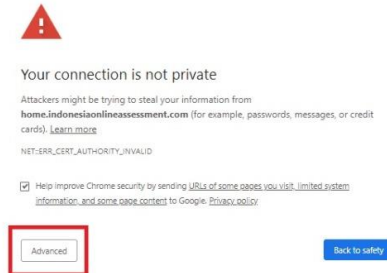 Your connection is not private
Attackers might be trying to steal your information from
home.indonesiaonlineassessment.com (for example, passwords, messages, or credit
cards). Learn more
NET::ERR_CERT_AUTHORITY_INVALID
Help improve Chrome security by sending URLs of some pages you visit, limited system
information, and some page content to Google. Privacy policy
Advanced
Back to safety